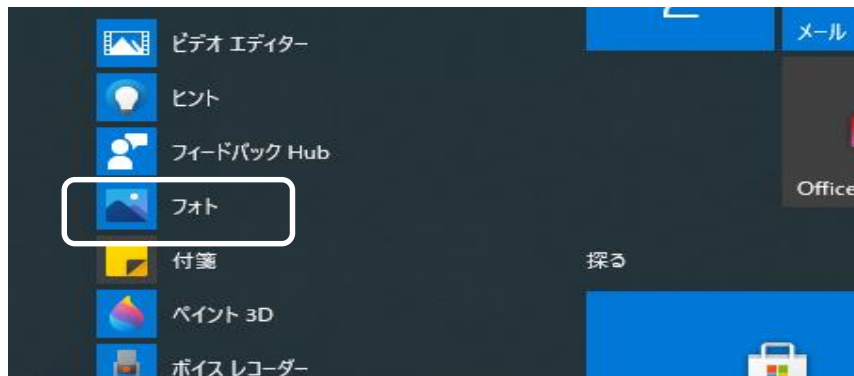 ビデオ エディター
メール
ヒント
フィードバック Hub
フォト
Office
付箋
探る
ペイント 3D
ボイス レコーダー